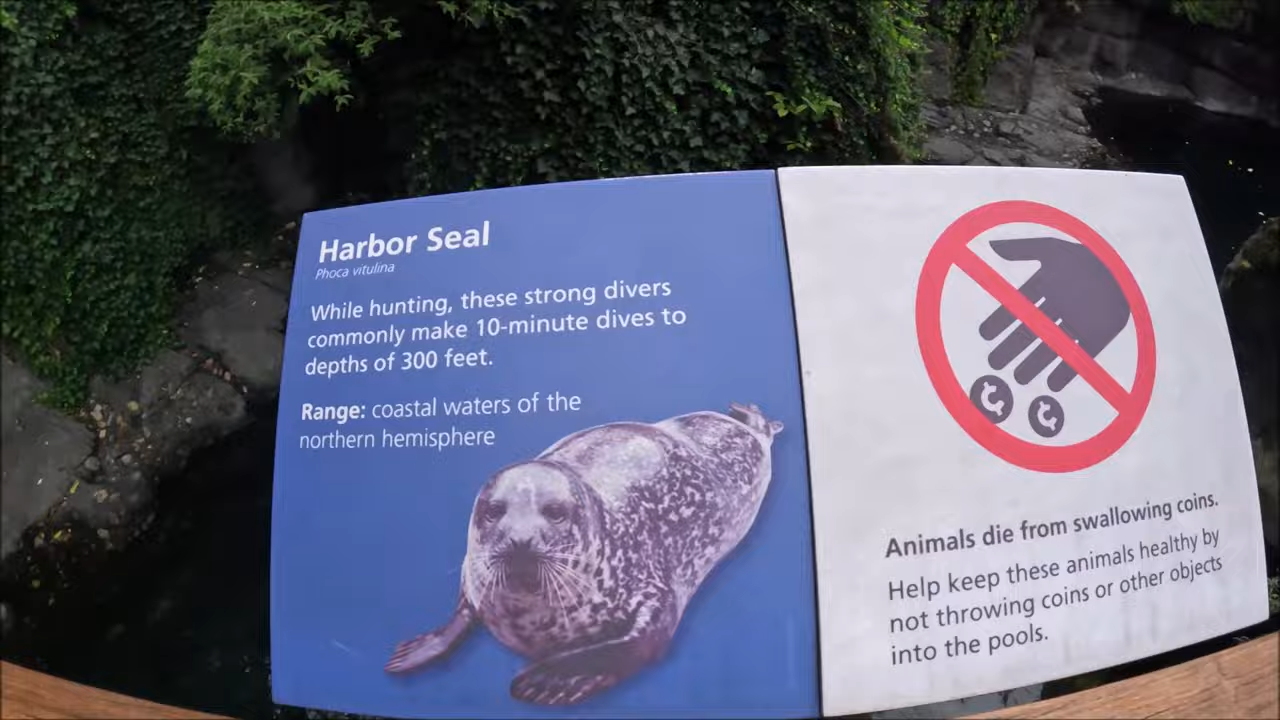 Harbor Seal
Phoca vitulina
While hunting, these strong divers
commonly make 10-minute dives to
depths of 300 feet.
Range: coastal waters of the
northern hemisphere
Animals die from swallowing coins.
Help keep these animals healthy by
not throwing coins or other objects
into the pools.